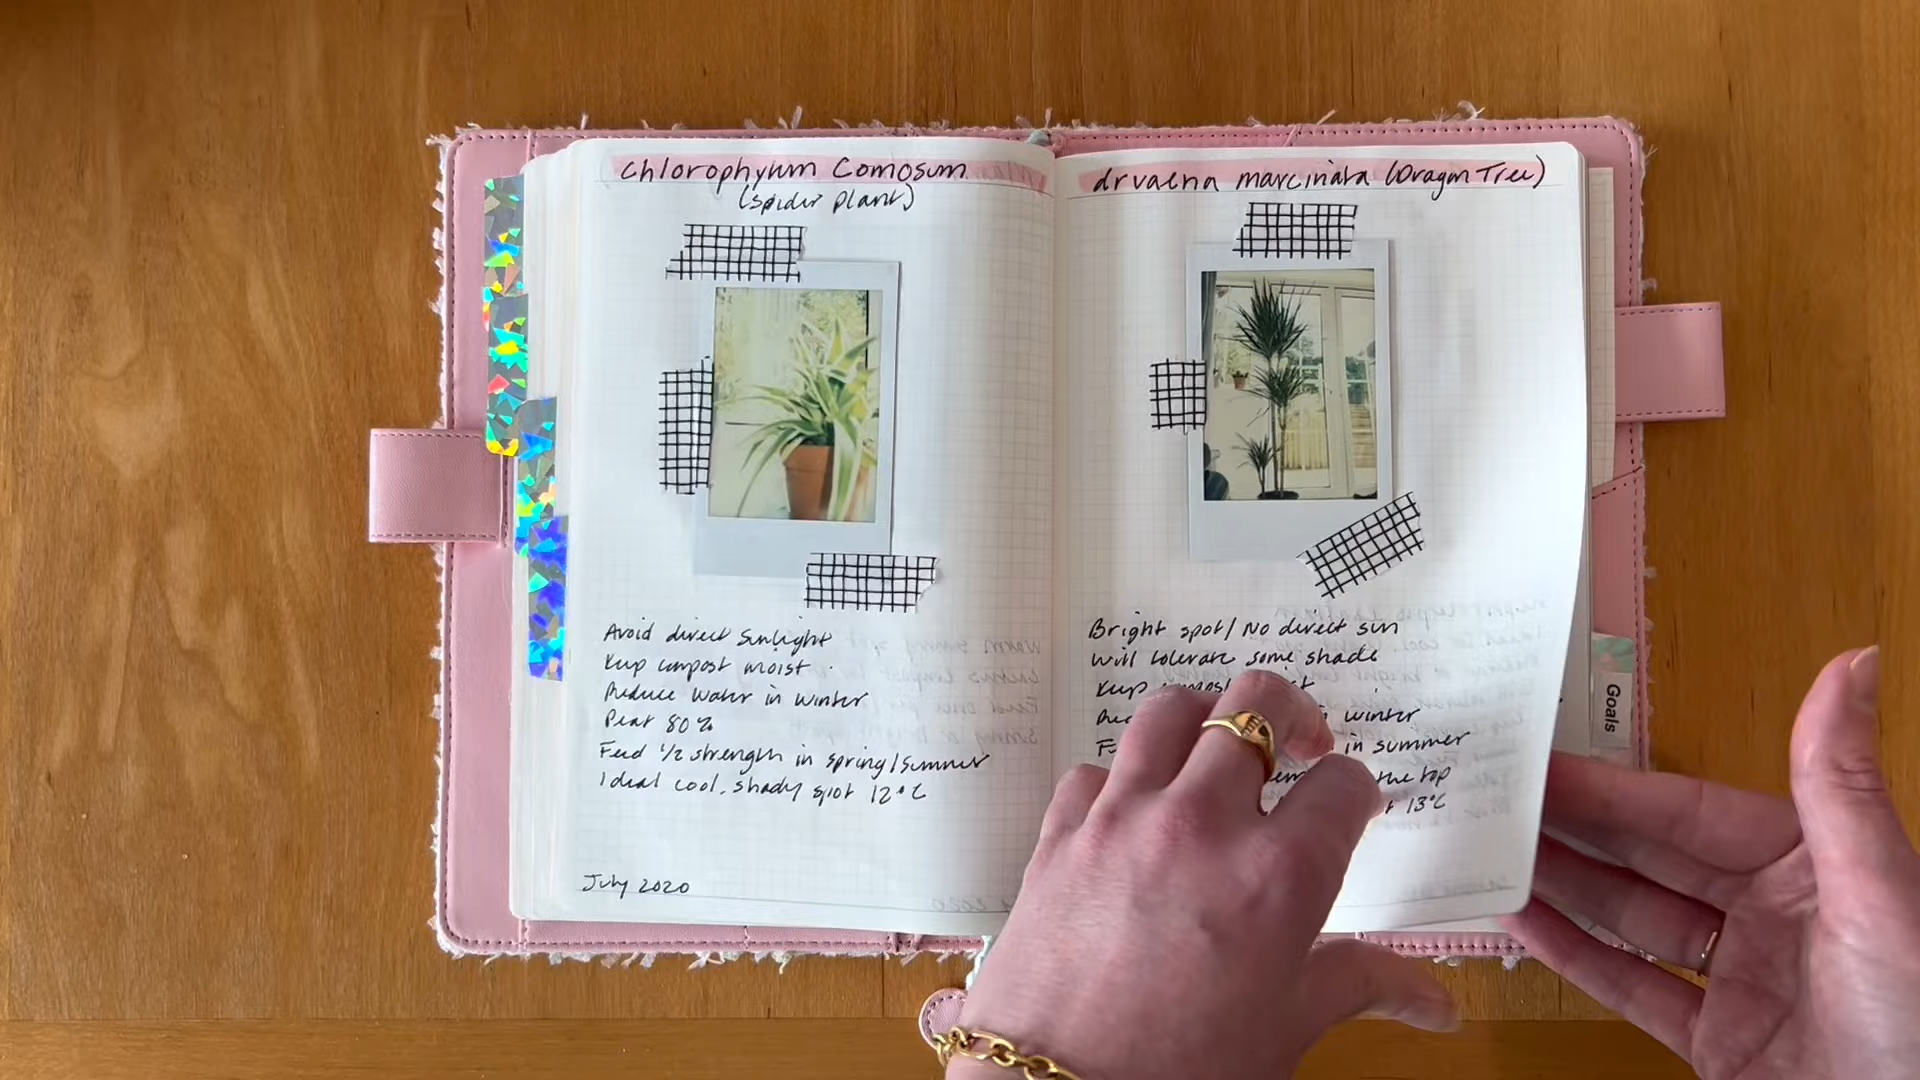 Chlorophyum Comosum
(Spider Plant)
Avoid direct Sunlight
Keep compost moist
Reduce Water in Winter
Peat 80%
Feed 1/2 strength in spring/summer
Ideal cool, shady spot 12°C
July 2020
drvaena marcinata (Dragon Tree)
Bright spot/No direct sun
Will tolerate some shade
Keep
winter
in summer
the top
13°C
Goals